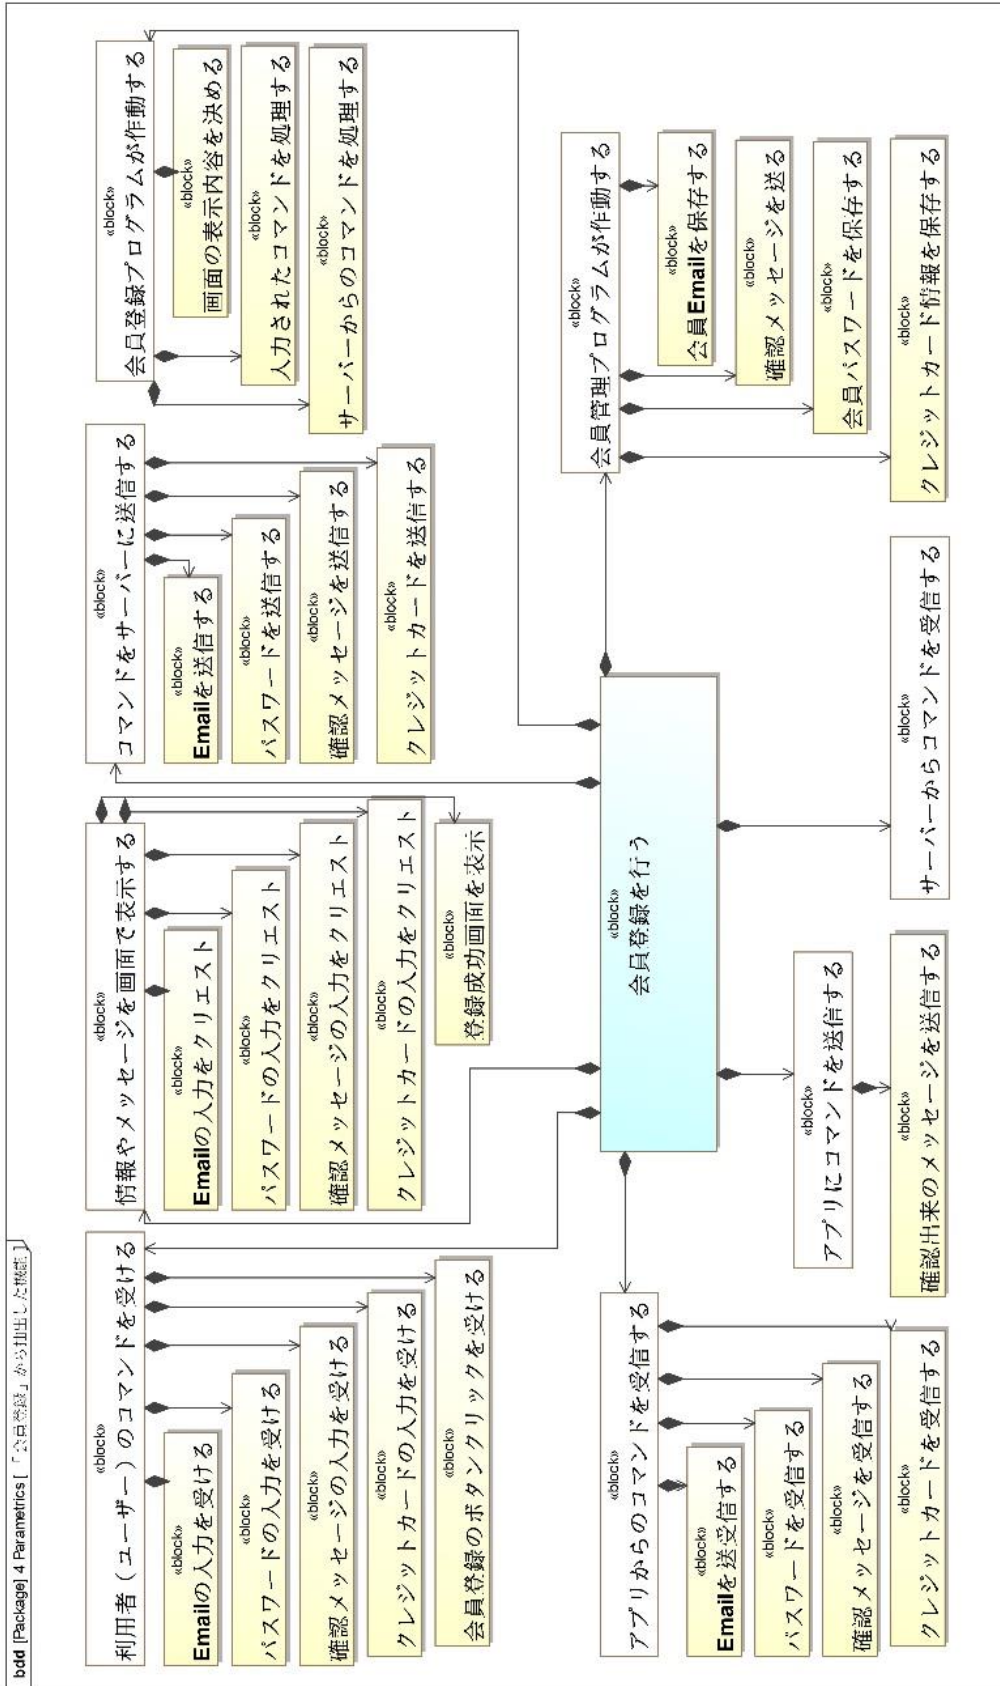 bdd [Package] 4 Parametrics [ 「会員登録」から抽出した機能 ]
«block»
利用者（ユーザー）のコマンドを受ける
«block»
Emailの入力を受ける
«block»
パスワードの入力を受ける
«block»
確認メッセージの入力を受ける
«block»
クレジットカードの入力を受ける
«block»
会員登録のボタンクリックを受ける
«block»
情報やメッセージを画面で表示する
«block»
Emailの入力をクリエスト
«block»
パスワードの入力をクリエスト
«block»
確認メッセージの入力をクリエスト
«block»
クレジットカードの入力をクリエスト
«block»
登録成功画面を表示
«block»
コマンドをサーバーに送信する
«block»
Emailを送信する
«block»
パスワードを送信する
«block»
確認メッセージを送信する
«block»
クレジットカードを送信する
«block»
会員登録プログラムが作動する
«block»
画面の表示内容を決める
«block»
入力されたコマンドを処理する
«block»
サーバーからのコマンドを処理する
«block»
会員登録を行う
«block»
アプリからのコマンドを受信する
«block»
Emailを送受信する
«block»
パスワードを受信する
«block»
確認メッセージを受信する
«block»
クレジットカードを受信する
«block»
アプリにコマンドを送信する
«block»
確認出来のメッセージを送信する
«block»
サーバーからコマンドを受信する
«block»
会員管理プログラムが作動する
«block»
会員Emailを保存する
«block»
確認メッセージを送る
«block»
会員パスワードを保存する
«block»
クレジットカード情報を保存する